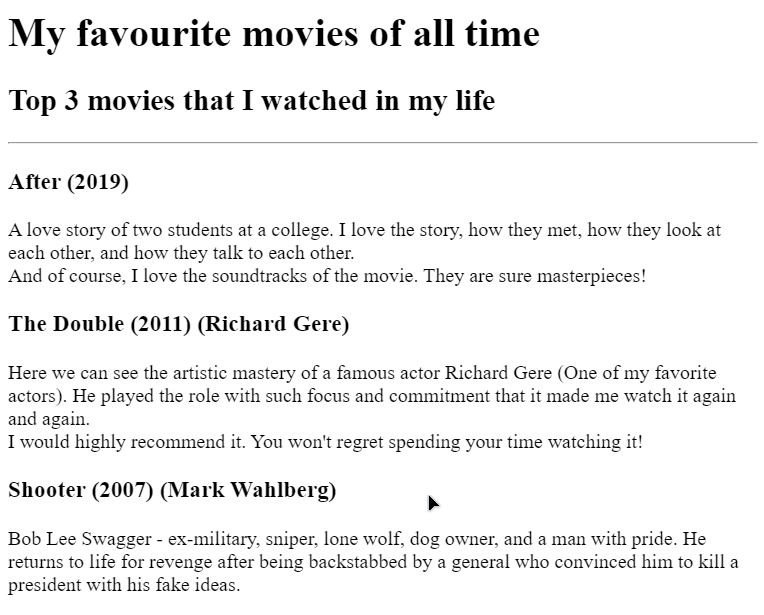 My favourite movies of all time
Top 3 movies that I watched in my life
After (2019)
A love story of two students at a college. I love the story, how they met, how they look at
each other, and how they talk to each other.
And of course, I love the soundtracks of the movie. They are sure masterpieces!
The Double (2011) (Richard Gere)
Here we can see the artistic mastery of a famous actor Richard Gere (One of my favorite
actors). He played the role with such focus and commitment that it made me watch it again
and again.
I would highly recommend it. You won't regret spending your time watching it!
Shooter (2007) (Mark Wahlberg)
Bob Lee Swagger - ex-military, sniper, lone wolf, dog owner, and a man with pride. He
returns to life for revenge after being backstabbed by a general who convinced him to kill a
president with his fake ideas.